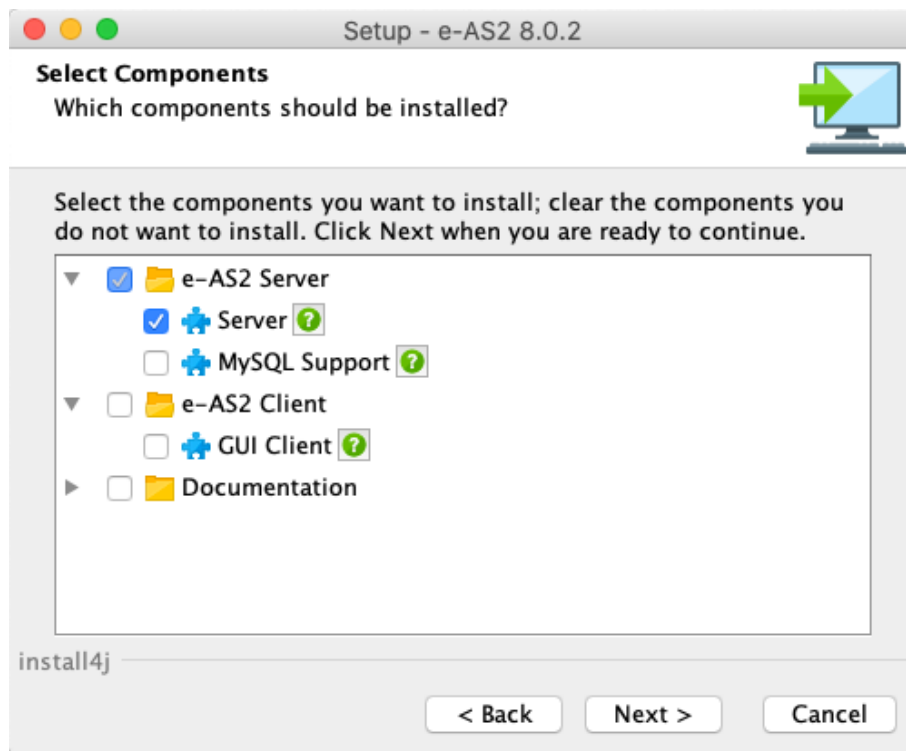 Setup - e-AS2 8.0.2
Select Components
Which components should be installed?
Select the components you want to install; clear the components you
do not want to install. Click Next when you are ready to continue.
e-AS2 Server
Server ?
MySQL Support ?
e-AS2 Client
GUI Client ?
Documentation
install4j
< Back Next > Cancel